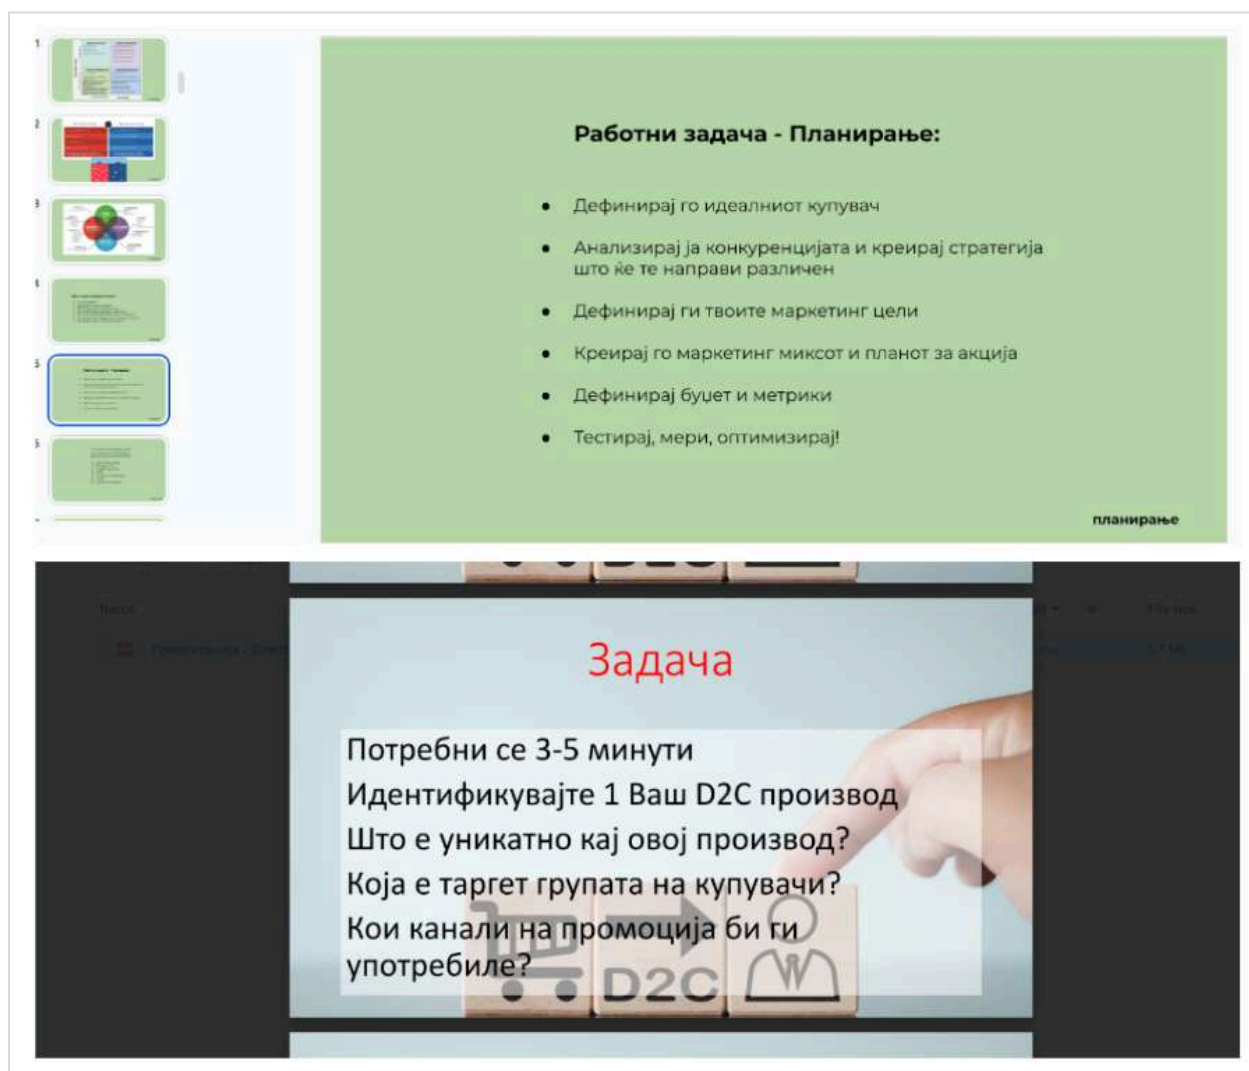 Работни задача - Планирање:
● Дефинирај го идеалниот купувач
● Анализирај ја конкуренцијата и креирај стратегија
што ќе те направи различен
● Дефинирај ги твоите маркетинг цели
● Креирај го маркетинг миксот и планот за акција
● Дефинирај буџет и метрики
● Тестирај, мери, оптимизирај!
планирање
Задача
Потребни се 3-5 минути
Идентификувајте 1 Ваш D2C производ
Што е уникатно кај овој производ?
Која е таргет групата на купувачи?
Кои канали на промоција би ги
употребиле?
D2C